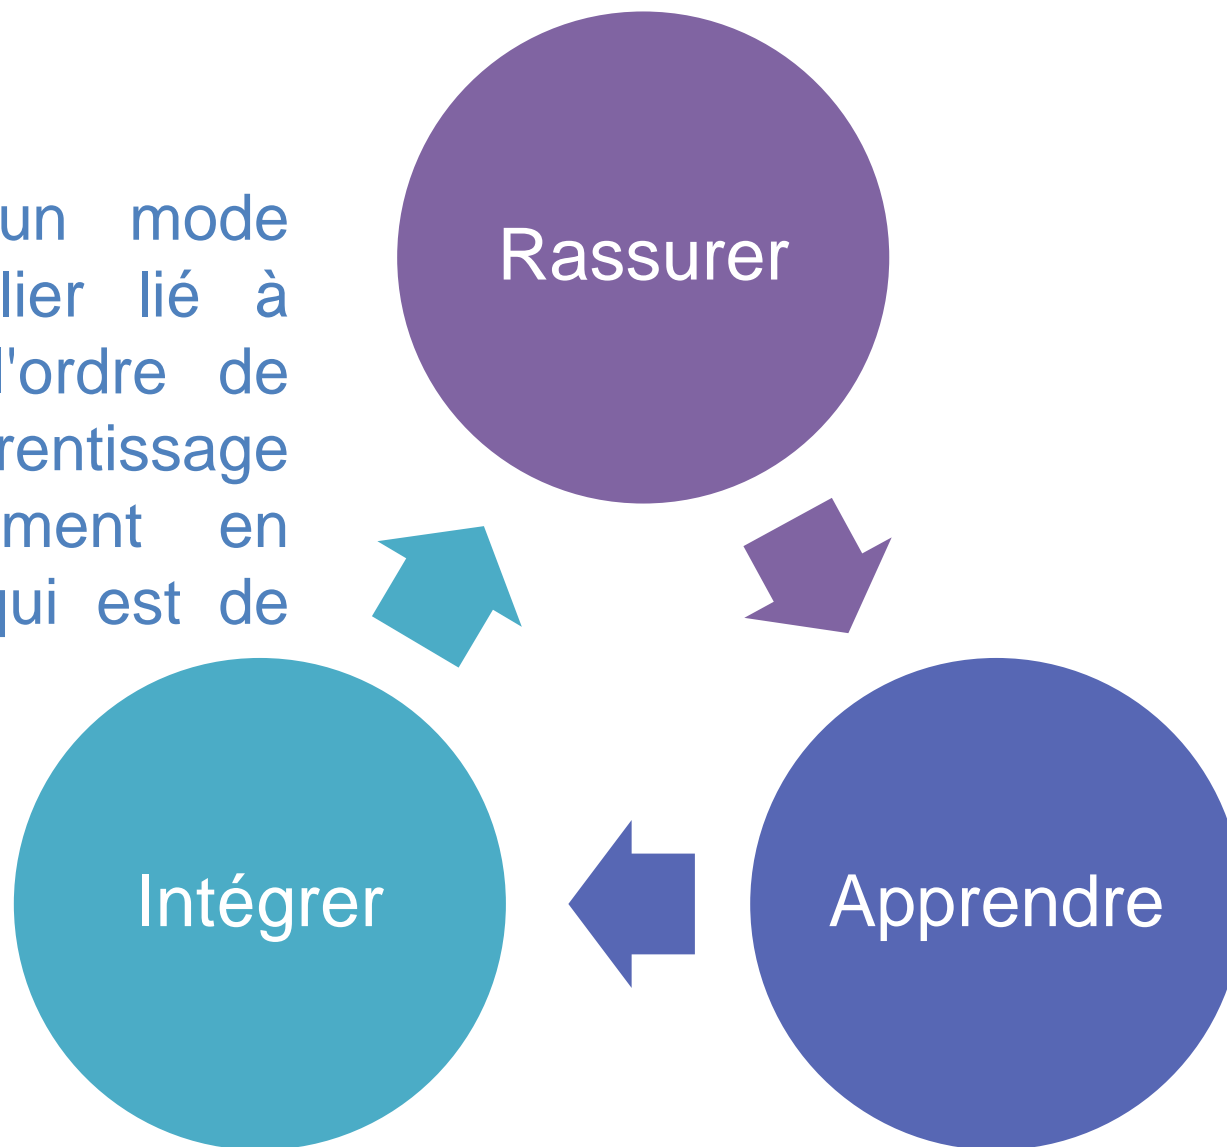 un mode
lier lié à
l'ordre de
rentissage
ment en
qui est de
Rassurer
Apprendre
Intégrer